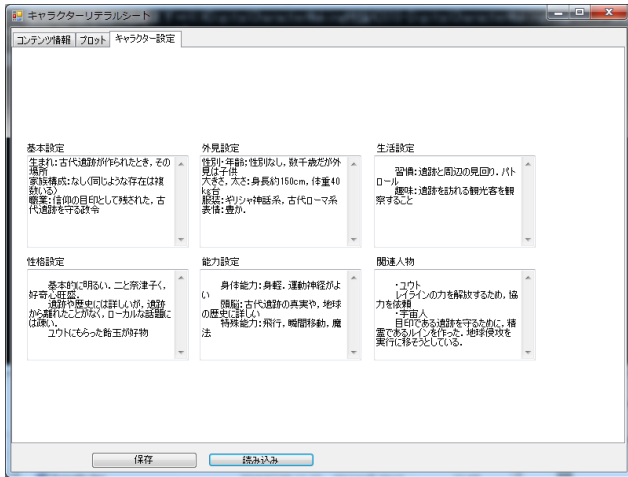 キャラクターリテラルシート
コンテンツ情報 プロット キャラクター設定
基本設定
生まれ：古代遺跡が作られたとき，その
場所
家族構成：なし（同じような存在は複
数いる）
職業：信仰の目印として残された，古
代遺跡を守る政令
外見設定
性別・年齢：性別なし，数千歳だが外
見は子供
大きさ，太さ：身長約150cm，体重40
kg台
服装：ギリシャ神話系，古代ローマ系
表情：豊か．
生活設定
習慣：遺跡と周辺の見回り．パト
ロール
趣味：遺跡を訪れる観光客を観
察すること
性格設定
基本的に明るい．二と奈津子く，
好奇心旺盛．
遺跡や歴史には詳しいが，遺跡
から離れたことがなく，ローカルな話題に
は疎い．
ユウトにもらった飴玉が好物
能力設定
身体能力：身軽．運動神経がよ
い
頭脳：古代遺跡の真実や，地球
の歴史に詳しい
特殊能力：飛行，瞬間移動，魔
法
関連人物
・ユウト
レイラインの力を解放するため，協
力を依頼
・宇宙人
目印である遺跡を守るために，精
霊であるルインを作った．地球侵攻を
実行に移そうとしている．
保存 読み込み